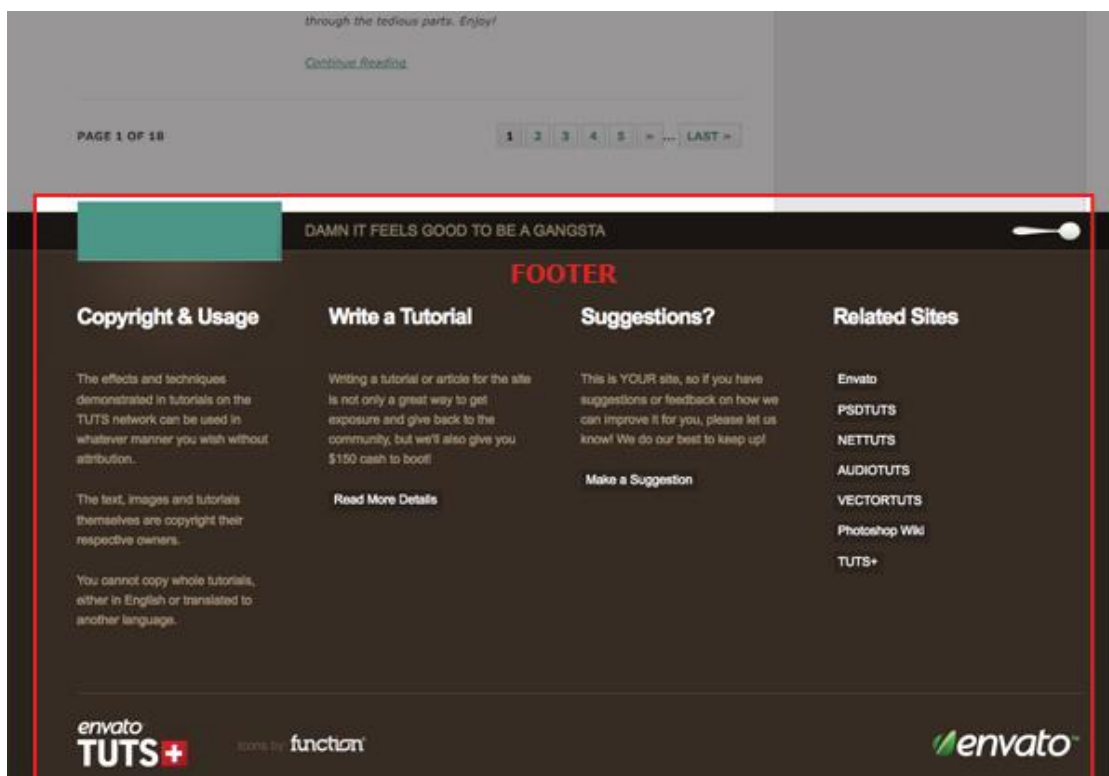 through the tedious parts. Enjoy!
Continue Reading
PAGE 1 OF 18
1 2 3 4 5 » ... LAST »
DAMN IT FEELS GOOD TO BE A GANGSTA
FOOTER
Copyright & Usage
The effects and techniques
demonstrated in tutorials on the
TUTS network can be used in
whatever manner you wish without
attribution.
The text, images and tutorials
themselves are copyright their
respective owners.
You cannot copy whole tutorials,
either in English or translated to
another language.
Write a Tutorial
Writing a tutorial or article for the site
is not only a great way to get
exposure and give back to the
community, but we'll also give you
$150 cash to boot!
Read More Details
Suggestions?
This is YOUR site, so if you have
suggestions or feedback on how we
can improve it for you, please let us
know! We do our best to keep up!
Make a Suggestion
Related Sites
Envato
PSDTUTS
NETTUTS
AUDIOTUTS
VECTORTUTS
Photoshop Wiki
TUTS+
envato
TUTS+
Icons by function
envato